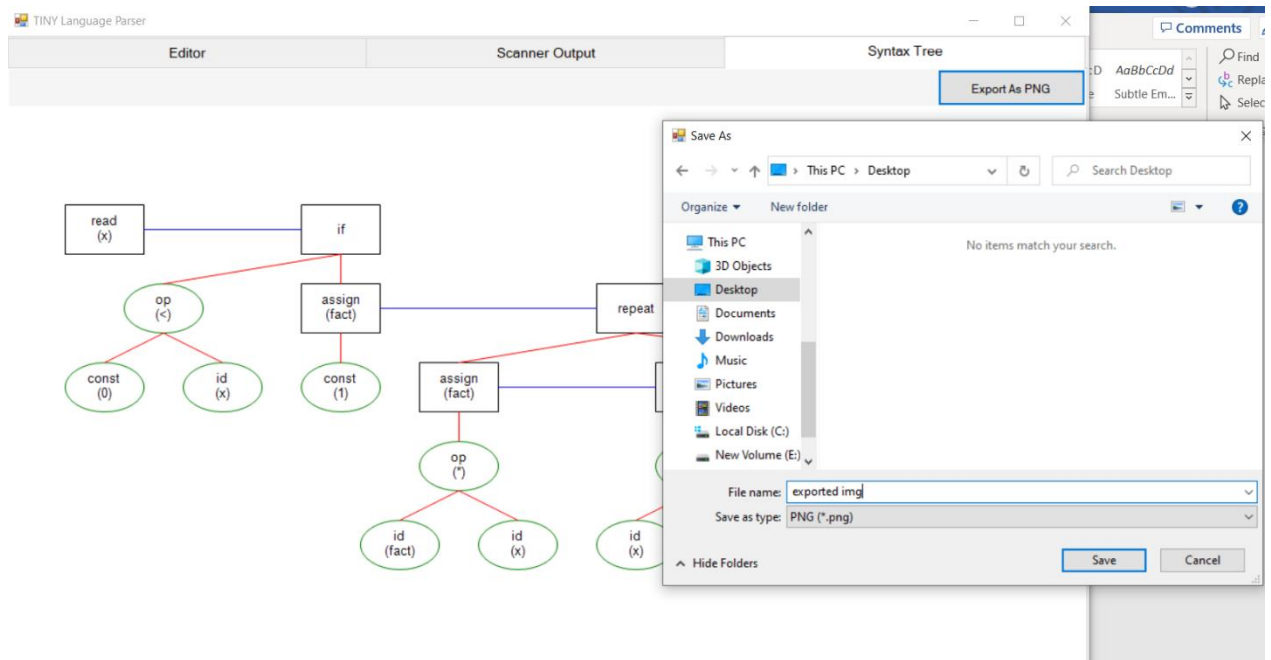 TINY Language Parser
Comments
Editor
Scanner Output
Syntax Tree
Export As PNG
AaBbCcDd
Subtle Em...
Find
Save As
This PC > Desktop
Search Desktop
Organize
New folder
This PC
3D Objects
Desktop
Documents
Downloads
Music
Pictures
Videos
Local Disk (C:)
New Volume (E:)
No items match your search.
File name: exported img
Save as type: PNG (*.png)
Hide Folders
Save
Cancel
read
(x)
if
op
(<)
assign
(fact)
repeat
const
(0)
id
(x)
const
(1)
assign
(fact)
op
(*)
id
(fact)
id
(x)
id
(x)